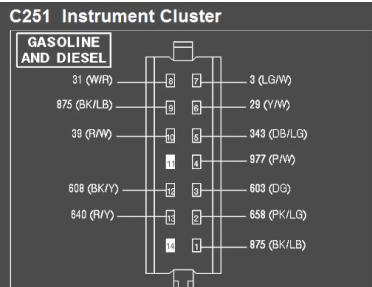 C251 Instrument Cluster
GASOLINE
AND DIESEL
31 (W/R) 8 7 3 (LG/W)
875 (BK/LB) 9 6 29 (Y/W)
39 (R/W) 10 5 343 (DB/LG)
11 4 977 (P/W)
608 (BK/Y) 12 3 603 (DG)
640 (R/Y) 13 2 658 (PK/LG)
14 1 875 (BK/LB)